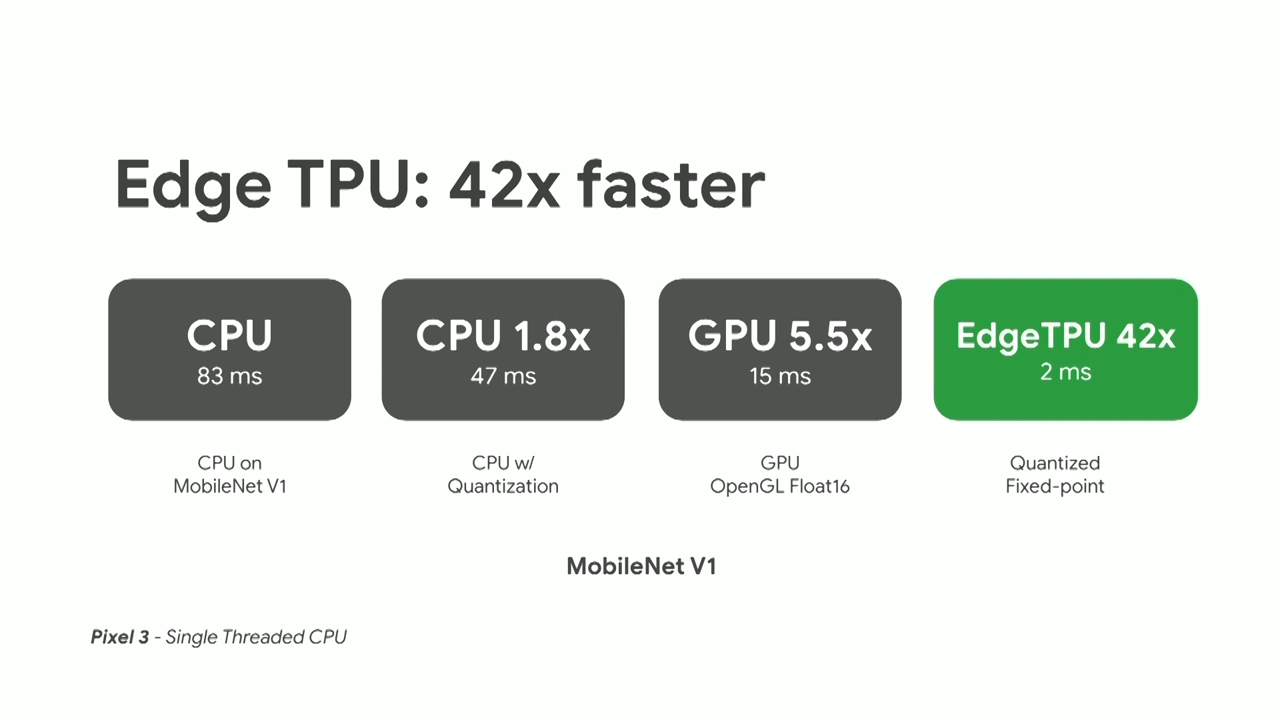 Edge TPU: 42x faster
CPU
83 ms
CPU 1.8x
47 ms
GPU 5.5x
15 ms
EdgeTPU 42x
2 ms
CPU on
MobileNet V1
CPU w/
Quantization
GPU
OpenGL Float16
Quantized
Fixed-point
MobileNet V1
Pixel 3 - Single Threaded CPU